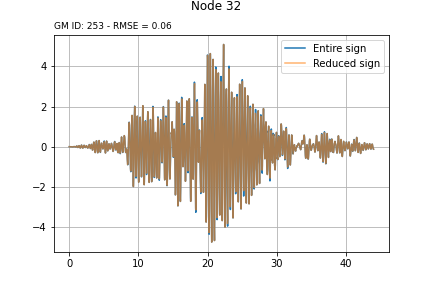 Node 32
GM ID: 253 - RMSE = 0.06
Entire sign
Reduced sign
4
2
0
−2
−4
0 10 20 30 40